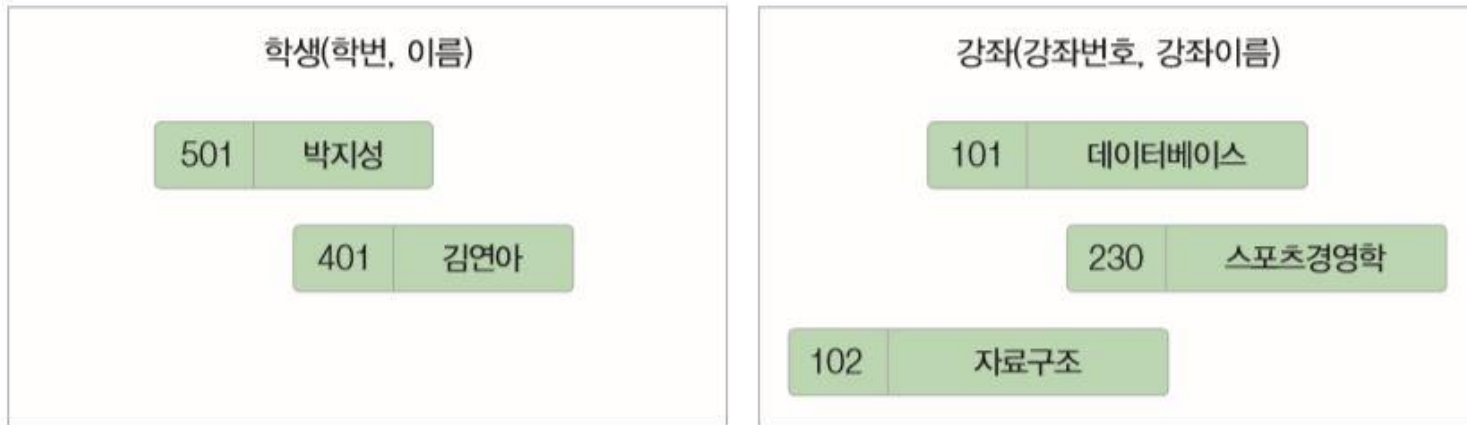 학생(학번, 이름)
501 박지성
401 김연아
강좌(강좌번호, 강좌이름)
101 데이터베이스
230 스포츠경영학
102 자료구조